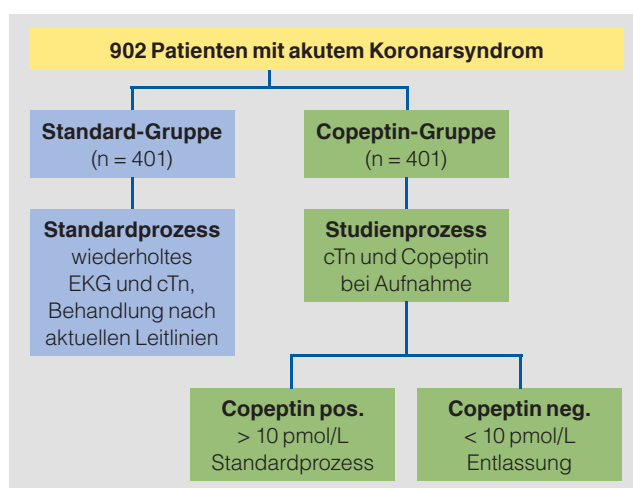 902 Patienten mit akutem Koronarsyndrom
Standard-Gruppe
(n = 401)
Copeptin-Gruppe
(n = 401)
Standardprozess
wiederholtes
EKG und cTn,
Behandlung nach
aktuellen Leitlinien
Studienprozess
cTn und Copeptin
bei Aufnahme
Copeptin pos.
> 10 pmol/L
Standardprozess
Copeptin neg.
< 10 pmol/L
Entlassung